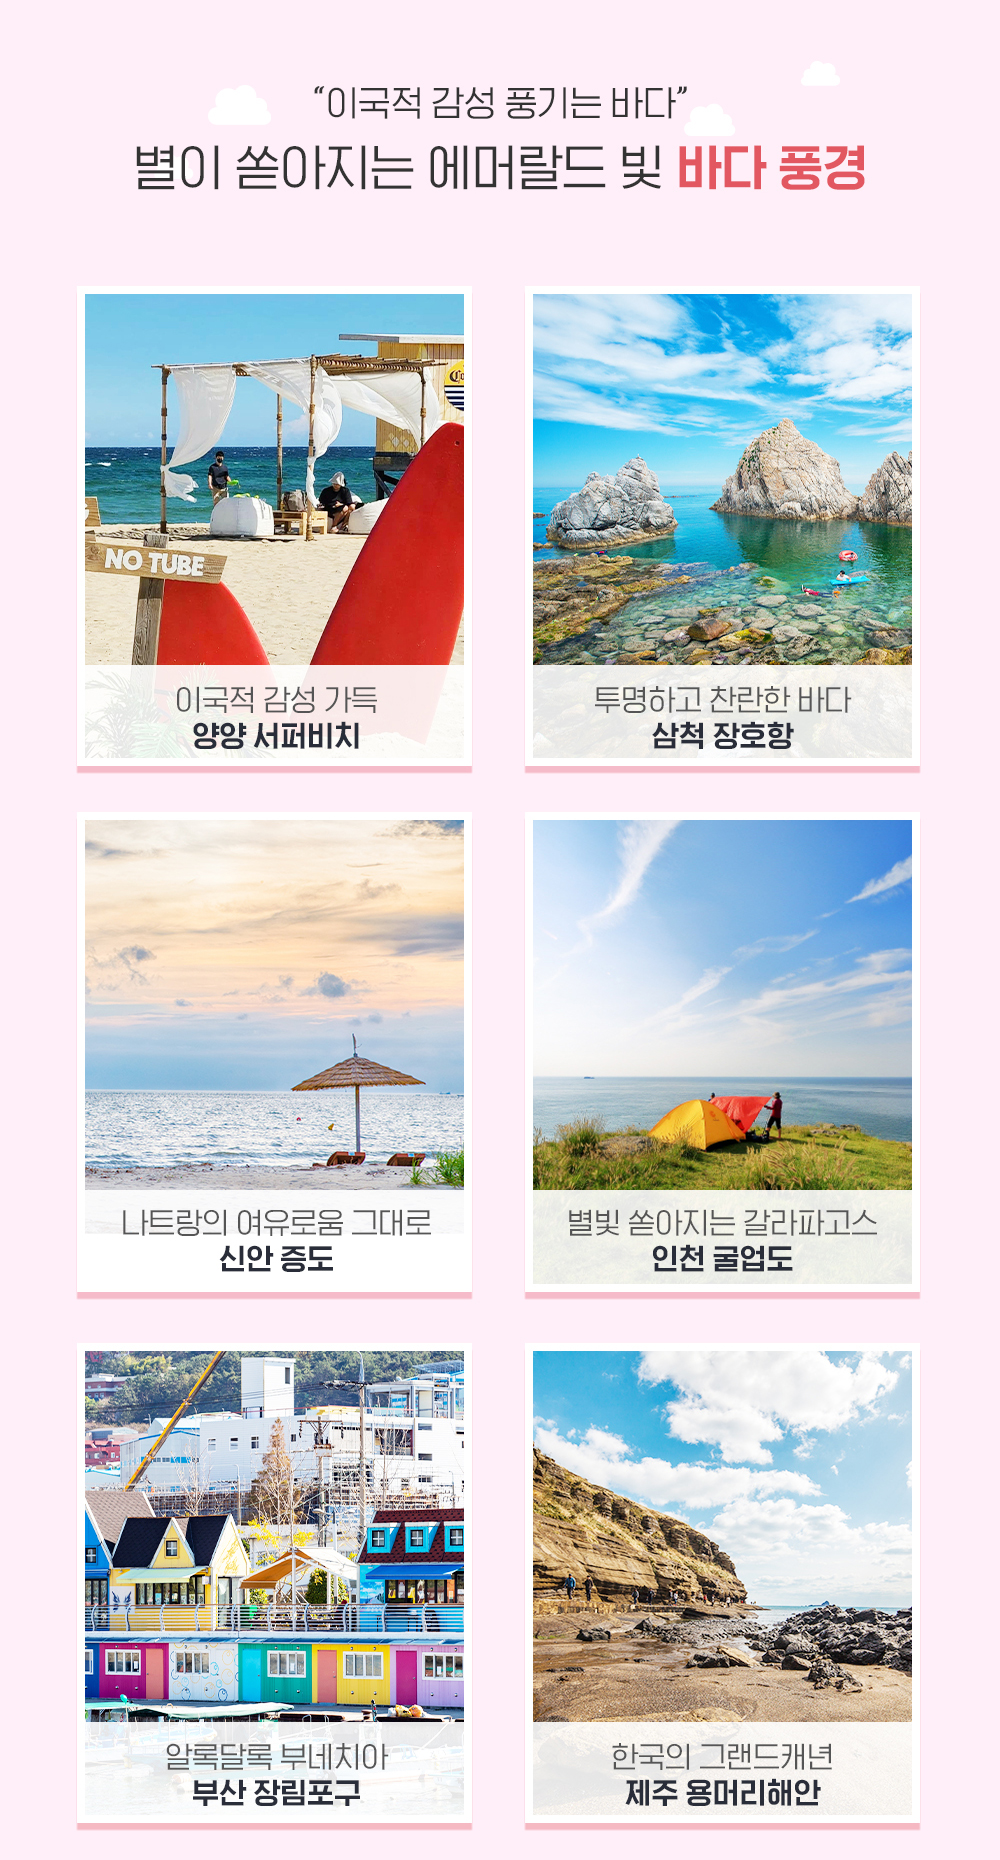 “이국적 감성 풍기는 바다”
별이 쏟아지는 에머랄드 빛 바다 풍경
NO TUBE
이국적 감성 가득
양양 서퍼비치
투명하고 찬란한 바다
삼척 장호항
나트랑의 여유로움 그대로
신안 증도
별빛 쏟아지는 갈라파고스
인천 굴업도
알록달록 부네치아
부산 장림포구
한국의 그랜드캐년
제주 용머리해안